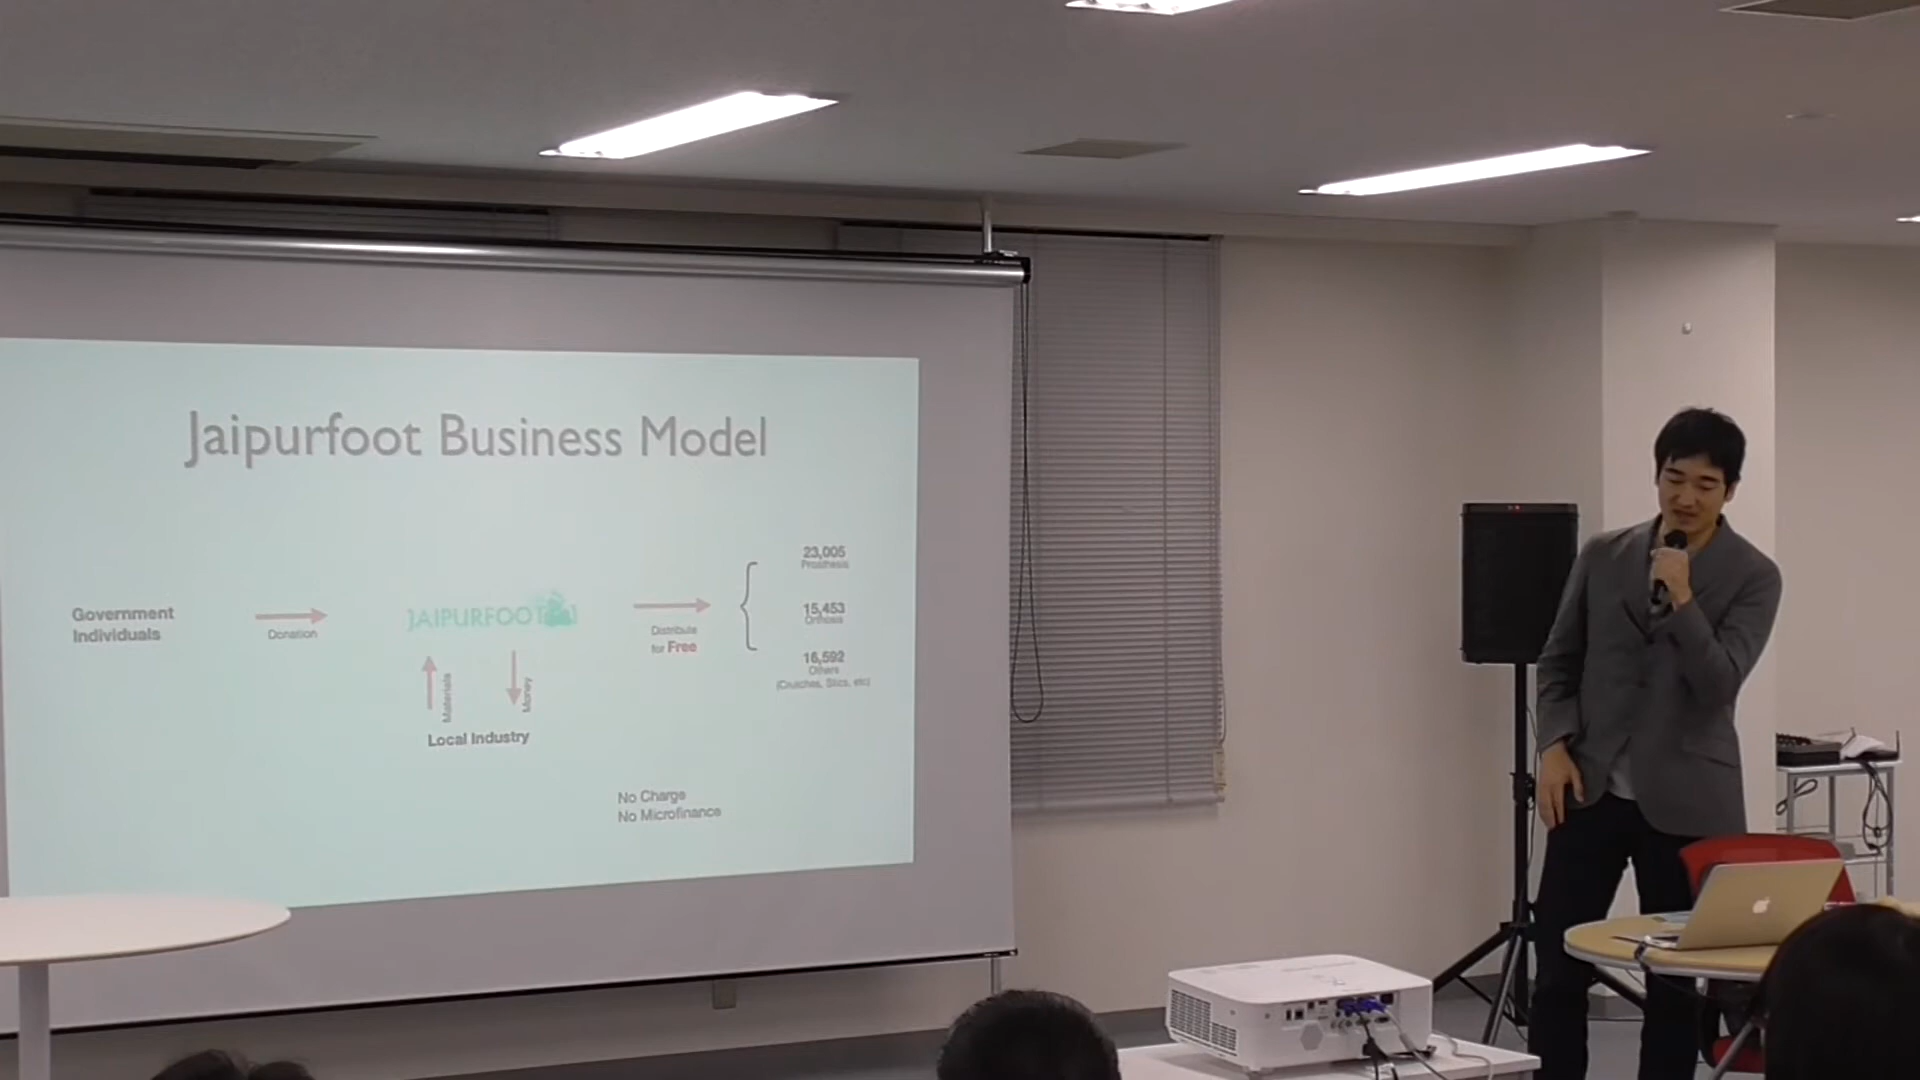 Jaipurfoot Business Model
Government
Individuals
Donation
JAIPURFOOT
Materials
Money
Local Industry
Distribute
for Free
23,005
Prosthesis
15,453
Orthosis
16,592
Others
(Crutches, Sticks, etc)
No Charge
No Microfinance